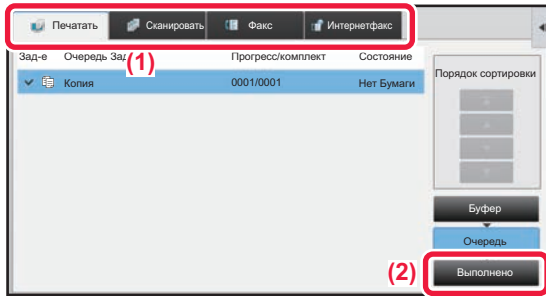 Печатать Сканировать Факс Интернетфакс
Зад-е Очередь Зад Прогресс/комплект Состояние
(1)
Копия 0001/0001 Нет Бумаги
Порядок сортировки
Буфер
Очередь
(2) Выполнено